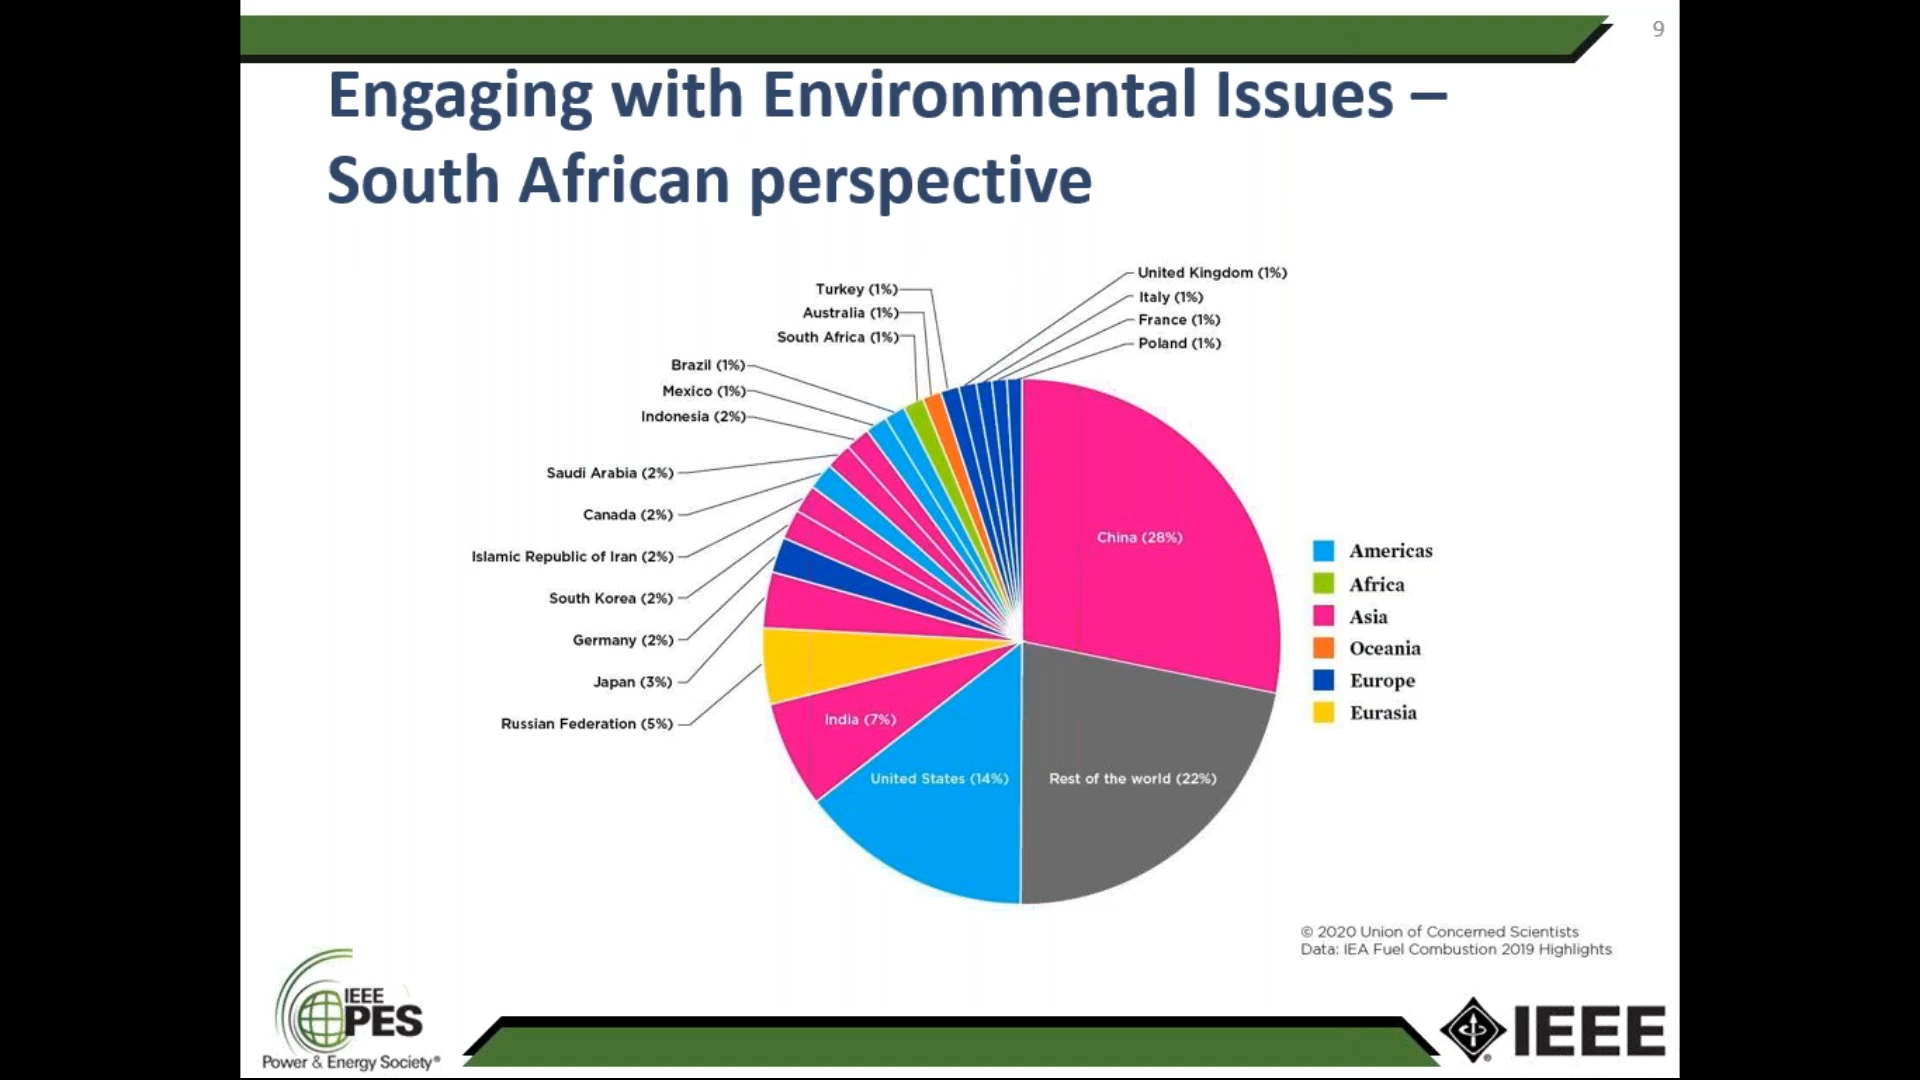 9
Engaging with Environmental Issues –
South African perspective
United Kingdom (1%)
Italy (1%)
France (1%)
Poland (1%)
Turkey (1%)
Australia (1%)
South Africa (1%)
Brazil (1%)
Mexico (1%)
Indonesia (2%)
Saudi Arabia (2%)
Canada (2%)
Islamic Republic of Iran (2%)
South Korea (2%)
Germany (2%)
Japan (3%)
Russian Federation (5%)
China (28%)
India (7%)
United States (14%)
Rest of the world (22%)
Americas
Africa
Asia
Oceania
Europe
Eurasia
© 2020 Union of Concerned Scientists
Data: IEA Fuel Combustion 2019 Highlights
IEEE
PES
Power & Energy Society®
IEEE